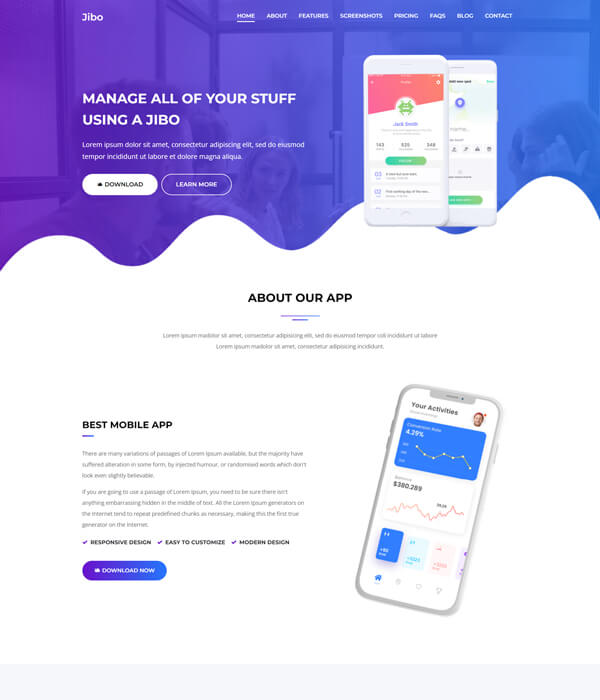 Jibo
HOME ABOUT FEATURES SCREENSHOTS PRICING FAQS BLOG CONTACT
MANAGE ALL OF YOUR STUFF
USING A JIBO
Lorem ipsum dolor sit amet, consectetur adipiscing elit, sed do eiusmod
tempor incididunt ut labore et dolore magna aliqua.
DOWNLOAD
LEARN MORE
Profile
Jack Smith
143
525
348
ABOUT OUR APP
Lorem ipsum madolor sit amet, consectetur adipisicing elit, sed do eiusmod tempor coli incididunt ut labore
Lorem ipsum madolor sit amet, consectetur adipisicing incididunt.
BEST MOBILE APP
There are many variations of passages of Lorem Ipsum available, but the majority have
suffered alteration in some form, by injected humour, or randomised words which don't
look even slightly believable.
If you are going to use a passage of Lorem Ipsum, you need to be sure there isn't
anything embarrassing hidden in the middle of text. All the Lorem Ipsum generators on
the Internet tend to repeat predefined chunks as necessary, making this the first true
generator on the Internet.
RESPONSIVE DESIGN
EASY TO CUSTOMIZE
MODERN DESIGN
DOWNLOAD NOW
Your Activities
Conversion Rate
4.29%
Balance
$380.289